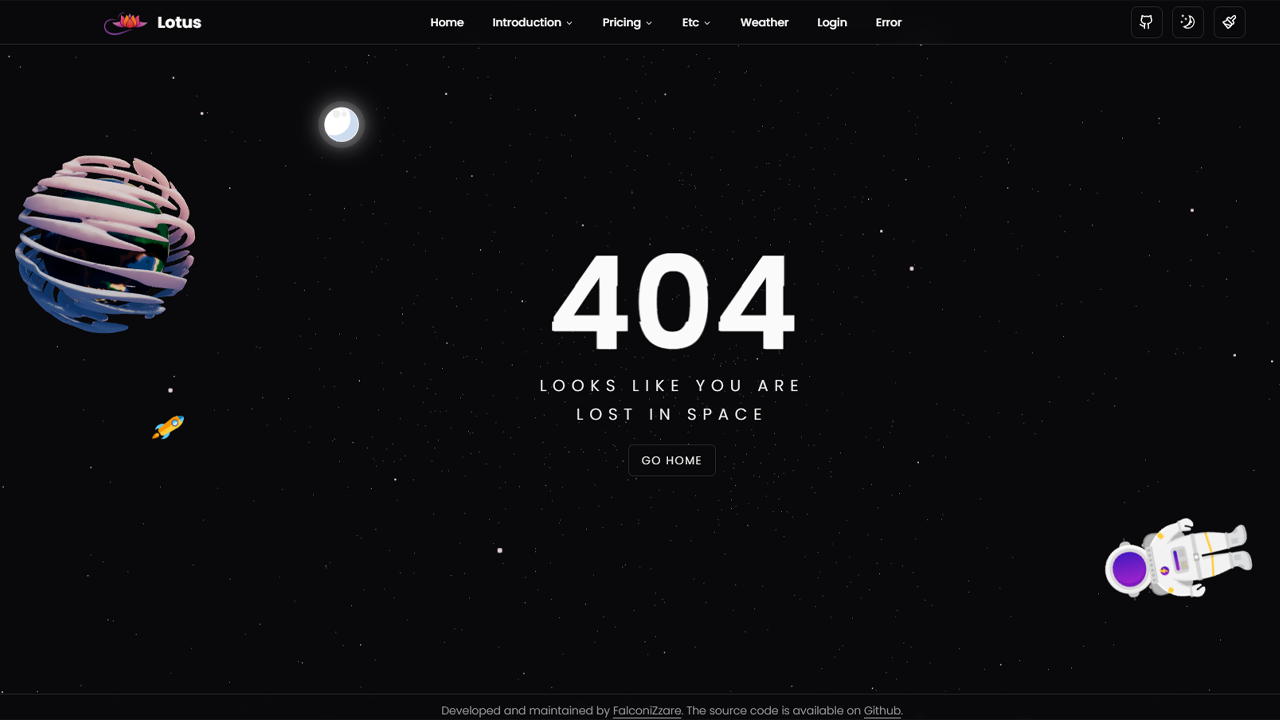 Lotus
Home
Introduction
Pricing
Etc
Weather
Login
Error
404
LOOKS LIKE YOU ARE
LOST IN SPACE
GO HOME
Developed and maintained by FalconiZzare. The source code is available on Github.